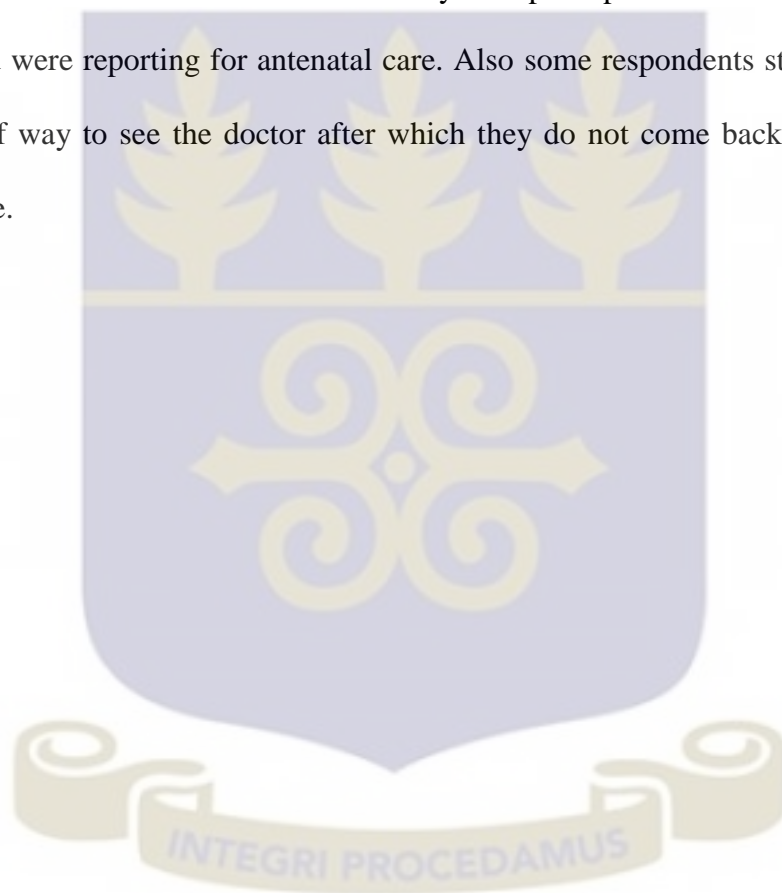 were reporting for antenatal care. Also some respondents
way to see the doctor after which they do not come back
INTEGRI PROCEDAMUS